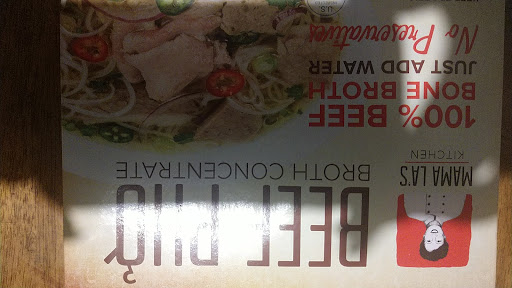 MAMA LA'S
KITCHEN
BEEF PHỞ
BROTH CONCENTRATE
100% BEEF
BONE BROTH
JUST ADD WATER
No Preservatives